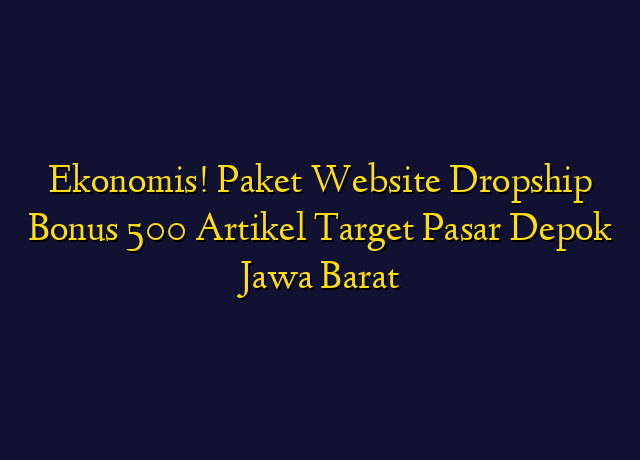 Ekonomis! Paket Website Dropship
Bonus 500 Artikel Target Pasar Depok
Jawa Barat